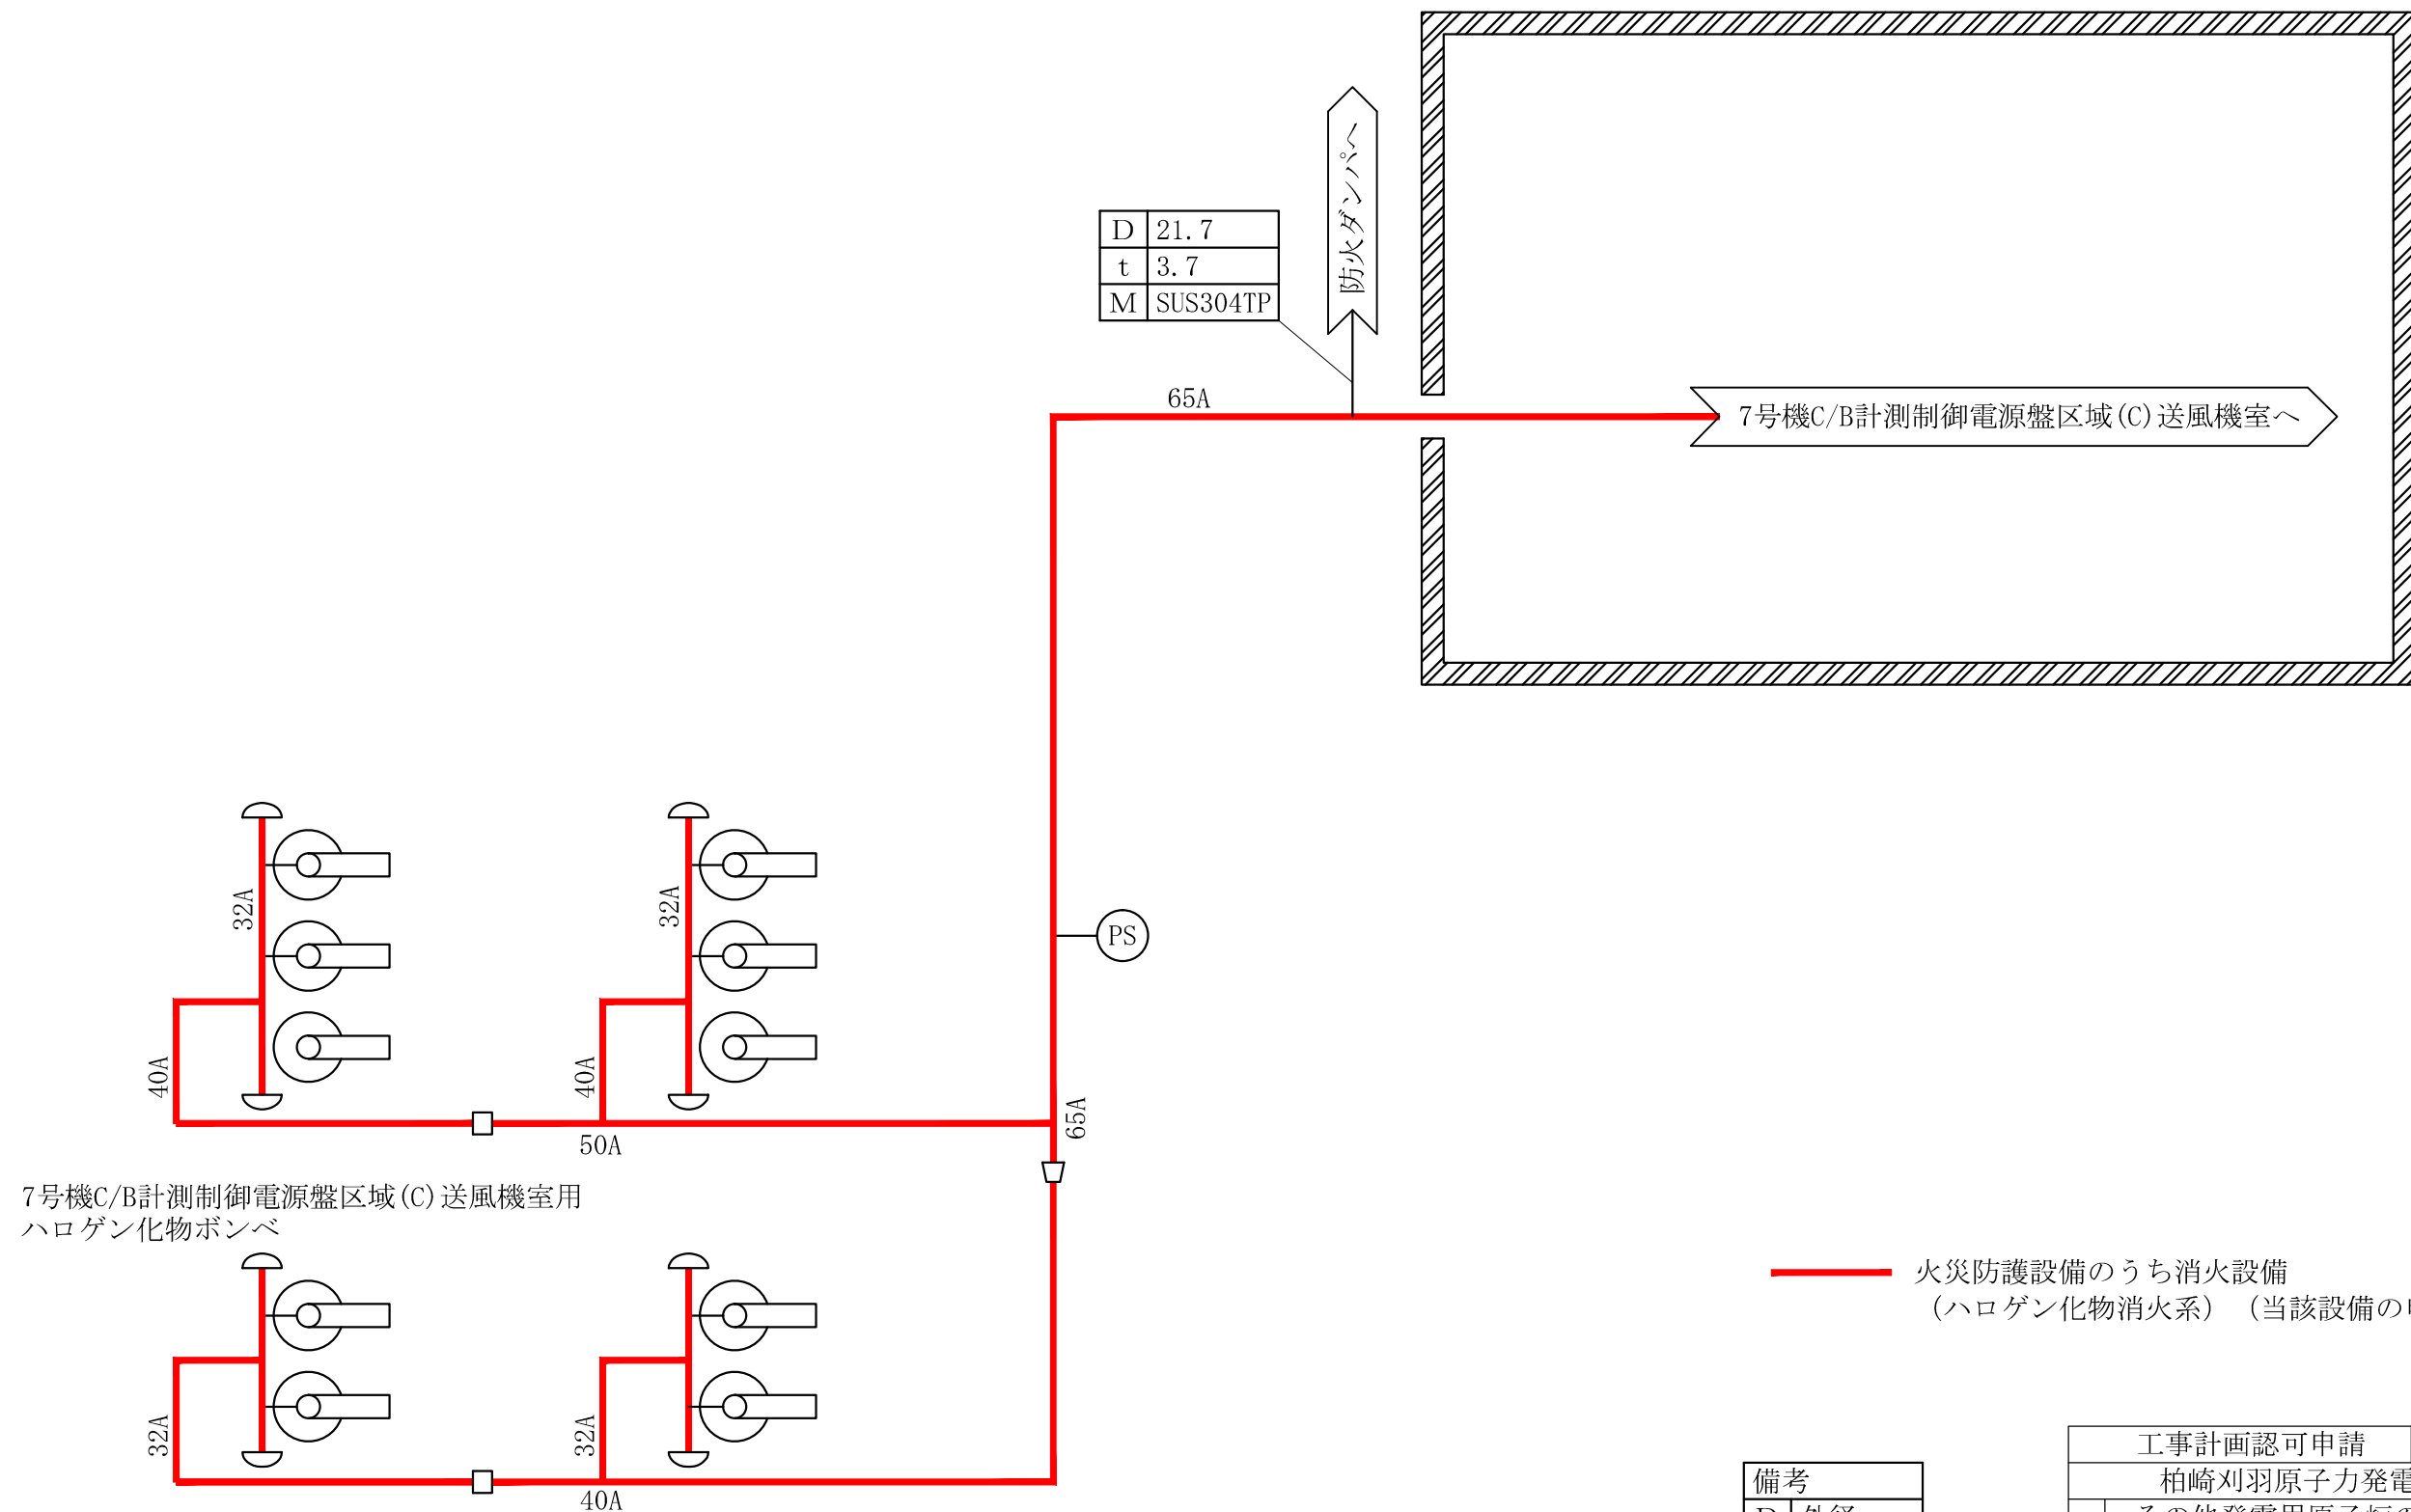 防火ダンパへ
D 21.7
t 3.7
M SUS304TP
65A
7号機C/B計測制御電源盤区域(C)送風機室へ
32A
32A
PS
40A
40A
65A
50A
7号機C/B計測制御電源盤区域(C)送風機室用
ハロゲン化物ボンベ
火災防護設備のうち消火設備
（ハロゲン化物消火系）（当該設備の
32A
32A
40A
工事計画認可申請
備考
柏崎刈羽原子力発電